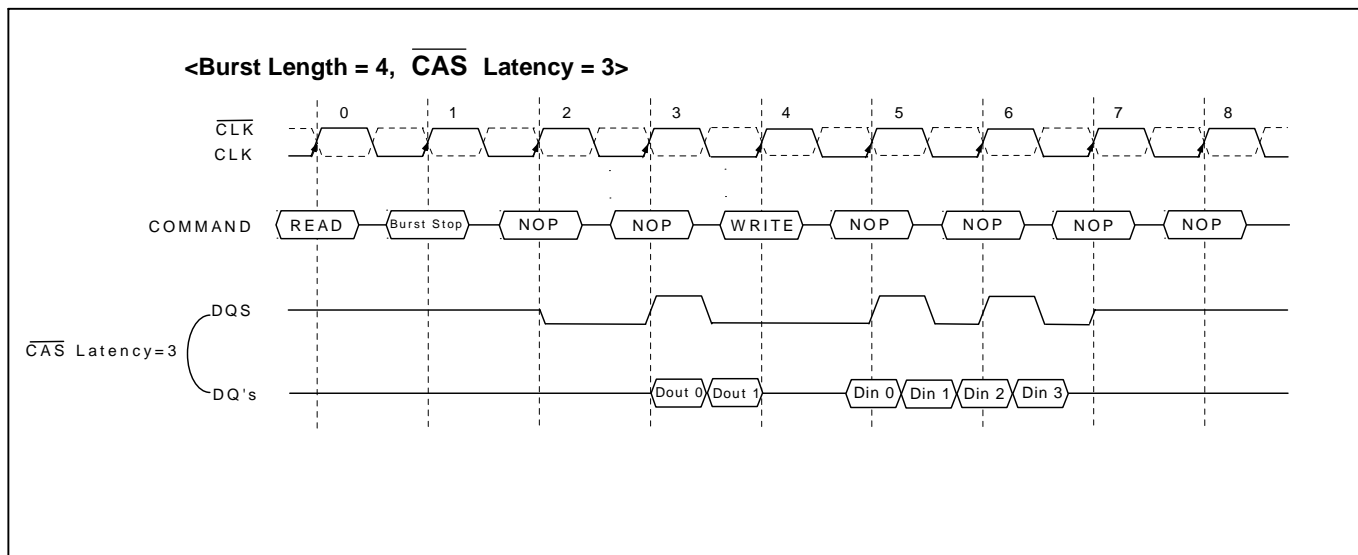 <Burst Length = 4, CAS Latency = 3>
0 1 2 3 4 5 6 7 8
CLK
CLK
COMMAND READ Burst Stop NOP NOP WRITE NOP NOP NOP NOP
DQS
CAS Latency=3
DQ's Dout 0 Dout 1 Din 0 Din 1 Din 2 Din 3